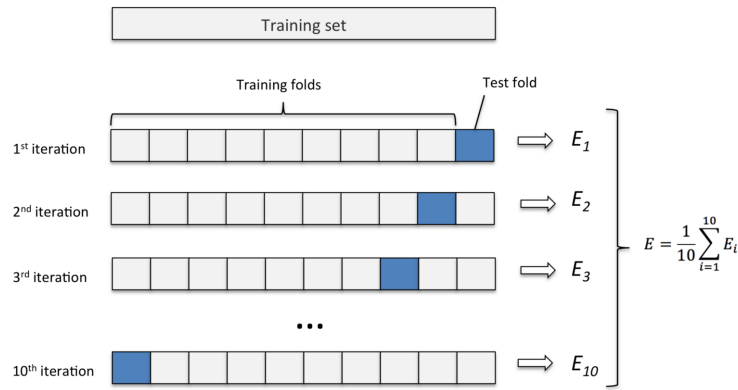 Training set
Training folds
Test fold
1st iteration
E1
2nd iteration
E2
E = 1/10 10∑i=1 Ei
3rd iteration
E3
...
10th iteration
E10